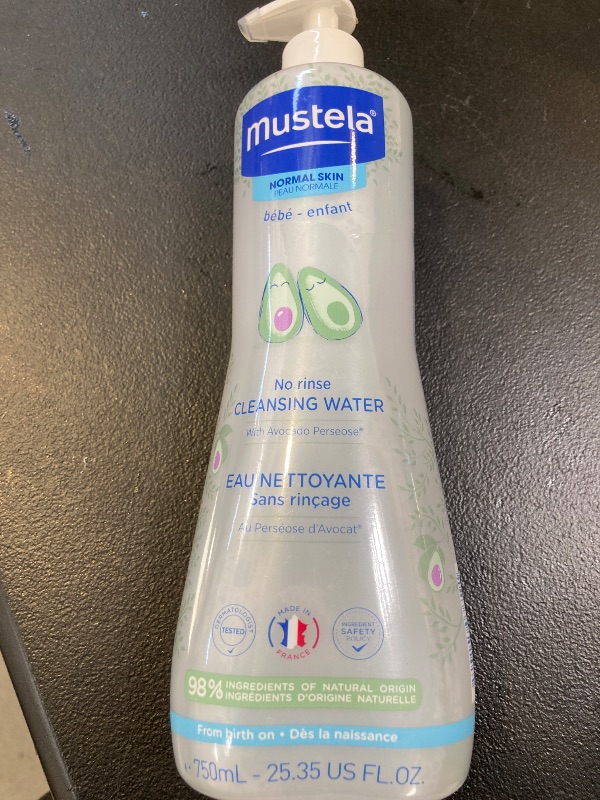 mustela®
NORMAL SKIN
PEAU NORMALE
bébé - enfant
No rinse
CLEANSING WATER
With Avocado Perseose®
EAU NETTOYANTE
Sans rinçage
Au Perséose d'Avocat®
DERMATOLOGIST
TESTED
MADE IN
FRANCE
INGREDIENT
SAFETY
POLICY
98% INGREDIENTS OF NATURAL ORIGIN
INGRÉDIENTS D'ORIGINE NATURELLE
From birth on • Dès la naissance
750mL - 25.35 US FL.OZ.